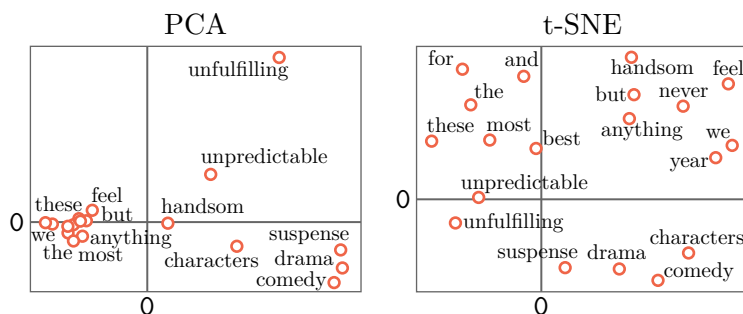 PCA
unfulfilling
unpredictable
these
feel
but
handsom
0
we
anything
the most
characters
suspense
drama
comedy
0
t-SNE
for
and
handsom
feel
the
but
never
these
most
best
anything
we
year
0
unpredictable
unfulfilling
suspense
drama
characters
comedy
0